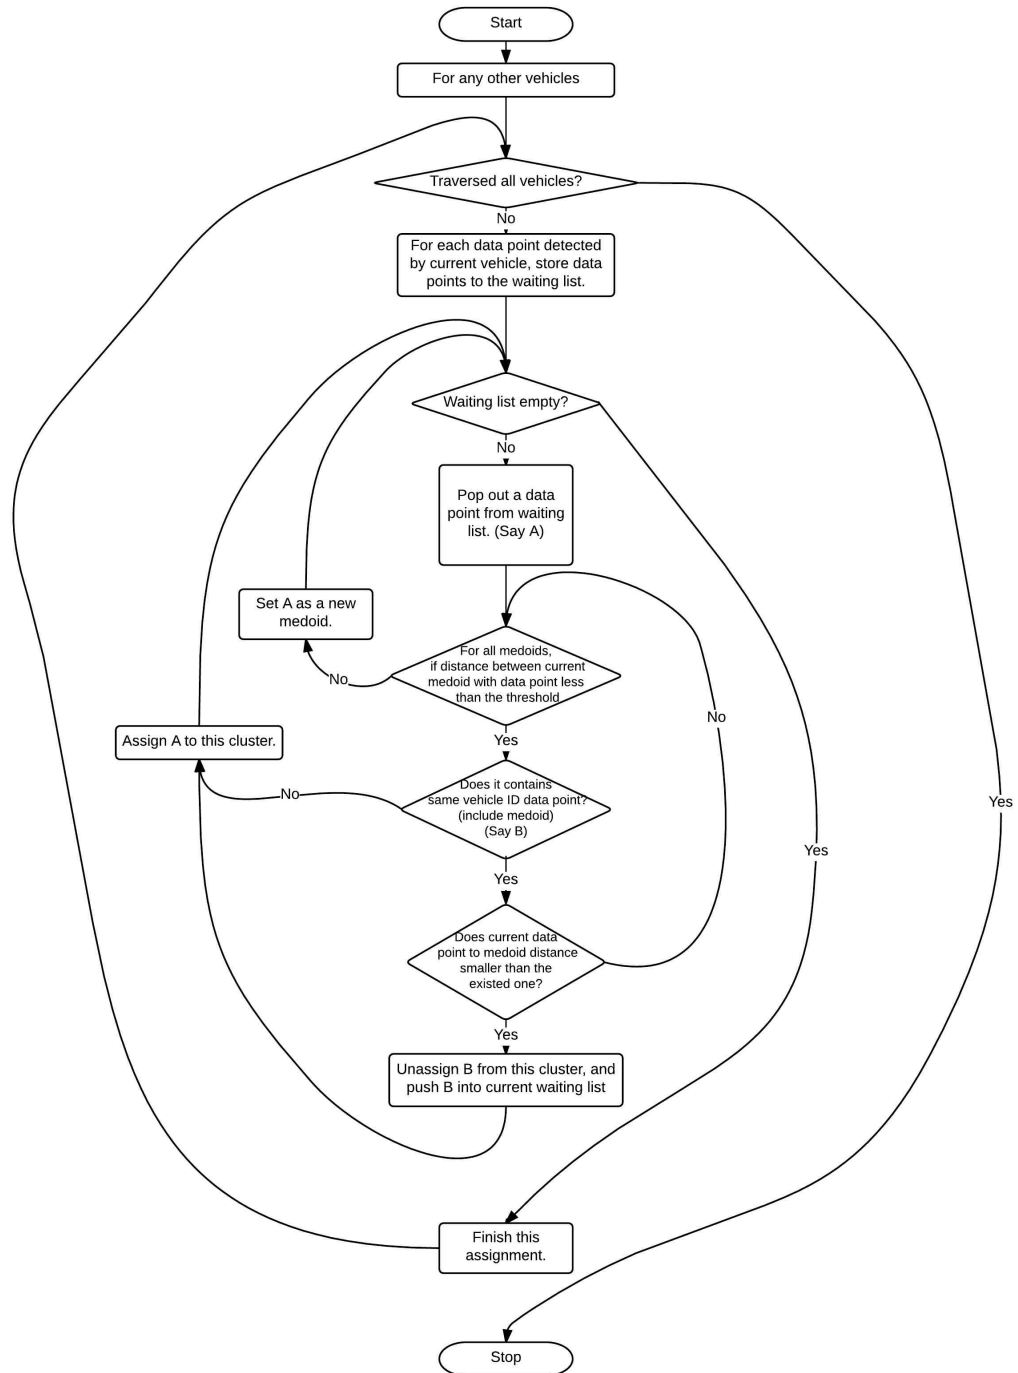 Start
For any other vehicles
Traversed all vehicles?
No
For each data point detected
by current vehicle, store data
points to the waiting list.
Waiting list empty?
No
Pop out a data
point from waiting
list. (Say A)
Set A as a new
medoid.
For all medoids,
if distance between current
medoid with data point less
than the threshold
No
No
Assign A to this cluster.
Yes
Does it contains
same vehicle ID data point?
(include medoid)
(Say B)
No
Yes
Yes
Yes
Does current data
point to medoid distance
smaller than the
existed one?
Yes
Unassign B from this cluster, and
push B into current waiting list
Finish this
assignment.
Stop